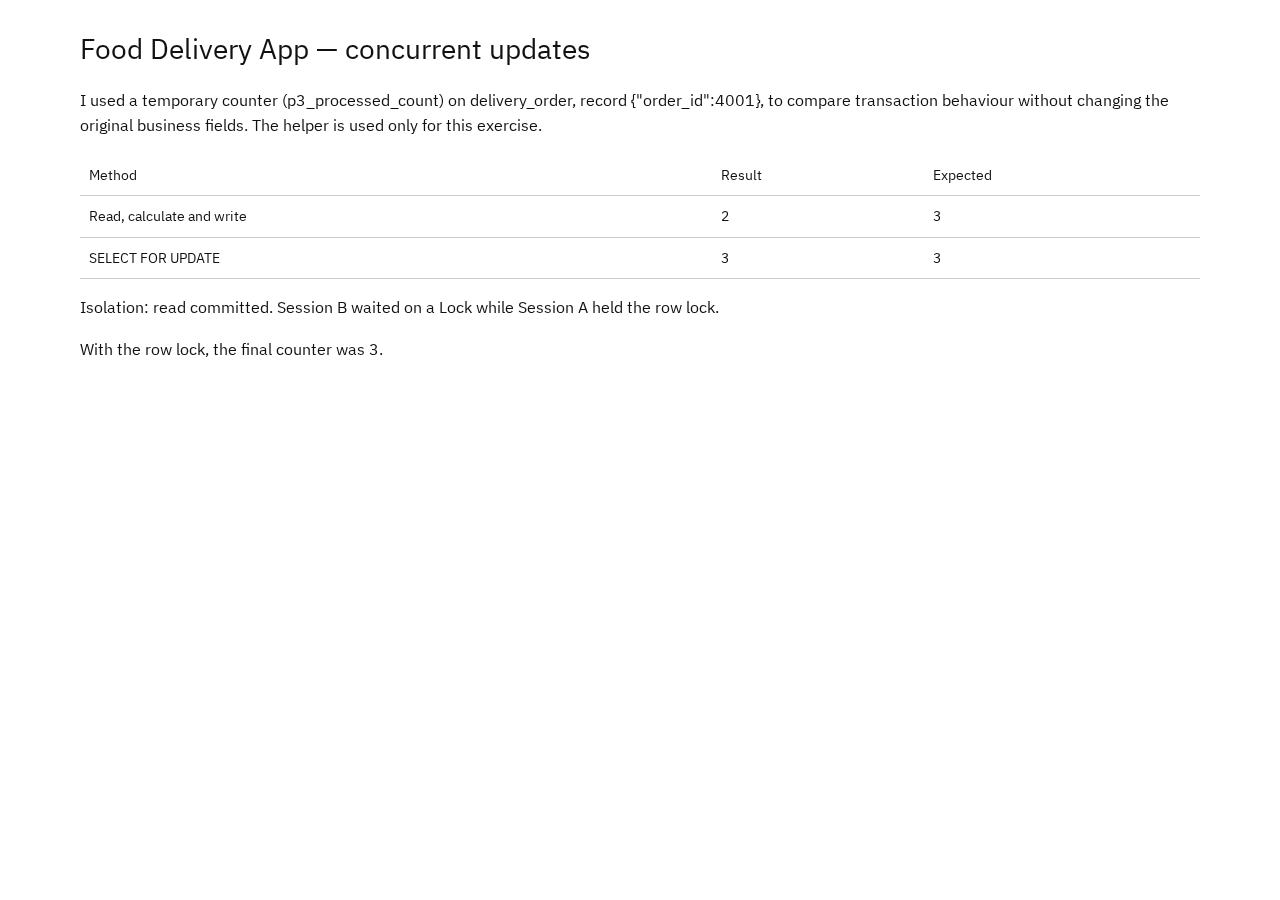 Food Delivery App — concurrent updates
I used a temporary counter (p3_processed_count) on delivery_order, record {"order_id":4001}, to compare transaction behaviour without changing the
original business fields. The helper is used only for this exercise.
Method Result Expected
Read, calculate and write 2 3
SELECT FOR UPDATE 3 3
Isolation: read committed. Session B waited on a Lock while Session A held the row lock.
With the row lock, the final counter was 3.